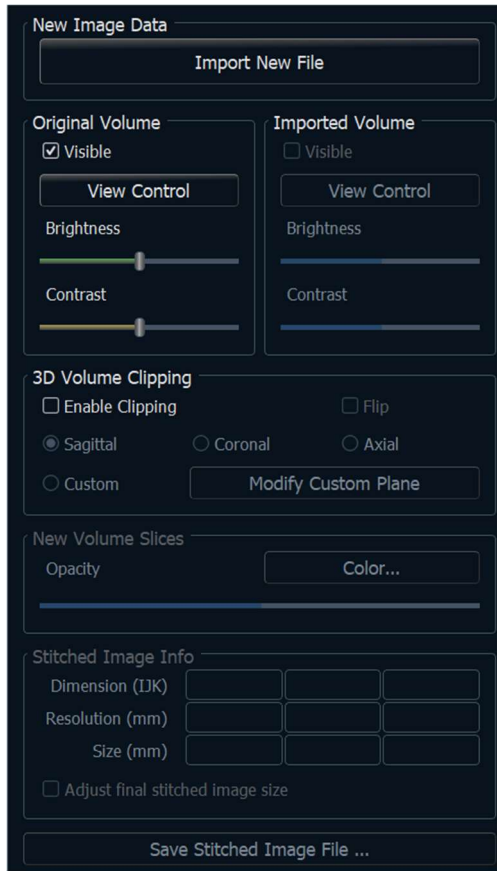 New Image Data
Import New File
Original Volume
Visible
View Control
Brightness
Contrast
Imported Volume
Visible
View Control
Brightness
Contrast
3D Volume Clipping
Enable Clipping Flip
Sagittal Coronal Axial
Custom Modify Custom Plane
New Volume Slices
Opacity Color...
Stitched Image Info
Dimension (IJK)
Resolution (mm)
Size (mm)
Adjust final stitched image size
Save Stitched Image File ...